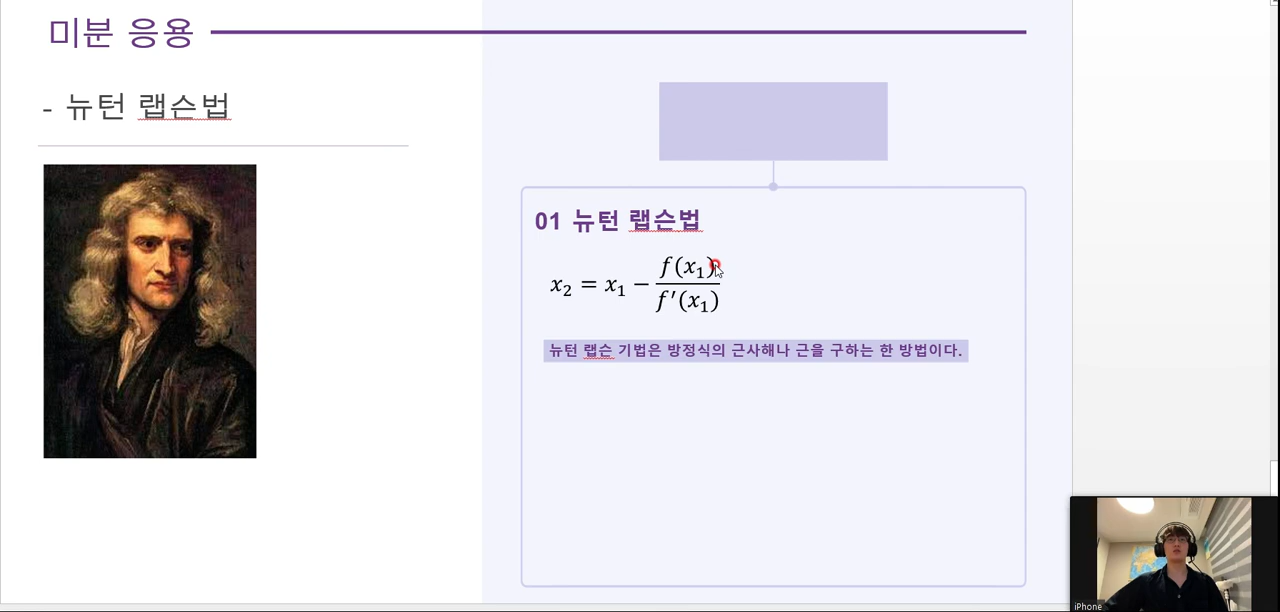 미분 응용
- 뉴턴 랩슨법
01 뉴턴 랩슨법
x₂ = x₁ − f(x₁) / f′(x₁)
뉴턴 랩슨 기법은 방정식의 근사해나 근을 구하는 한 방법이다.
iPhone